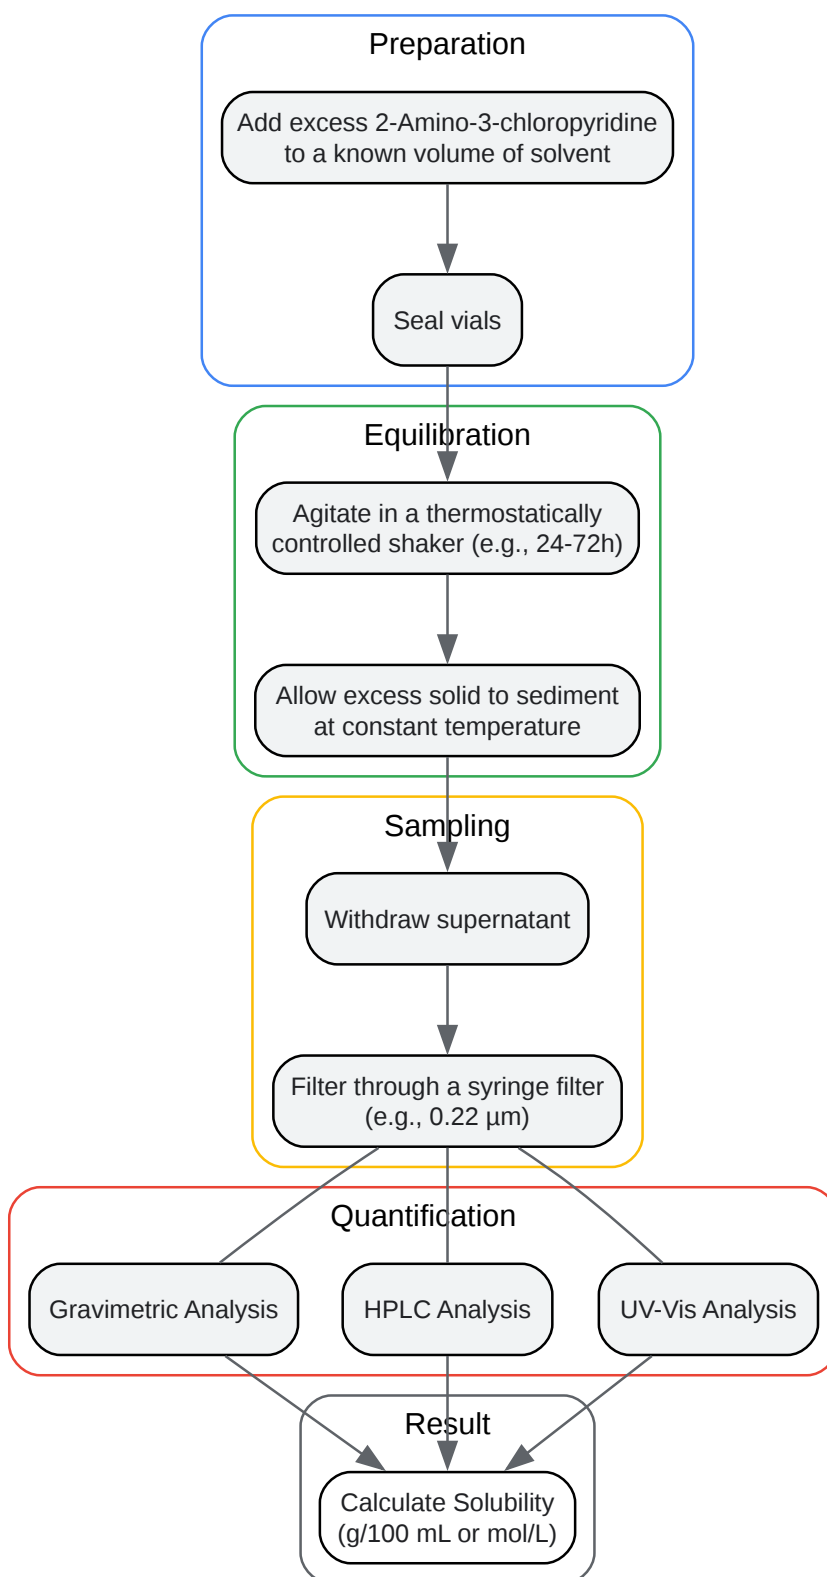 Preparation
Add excess 2-Amino-3-chloropyridine
to a known volume of solvent
Seal vials
Equilibration
Agitate in a thermostatically
controlled shaker (e.g., 24-72h)
Allow excess solid to sediment
at constant temperature
Sampling
Withdraw supernatant
Filter through a syringe filter
(e.g., 0.22 µm)
Quantification
Gravimetric Analysis
HPLC Analysis
UV-Vis Analysis
Result
Calculate Solubility
(g/100 mL or mol/L)